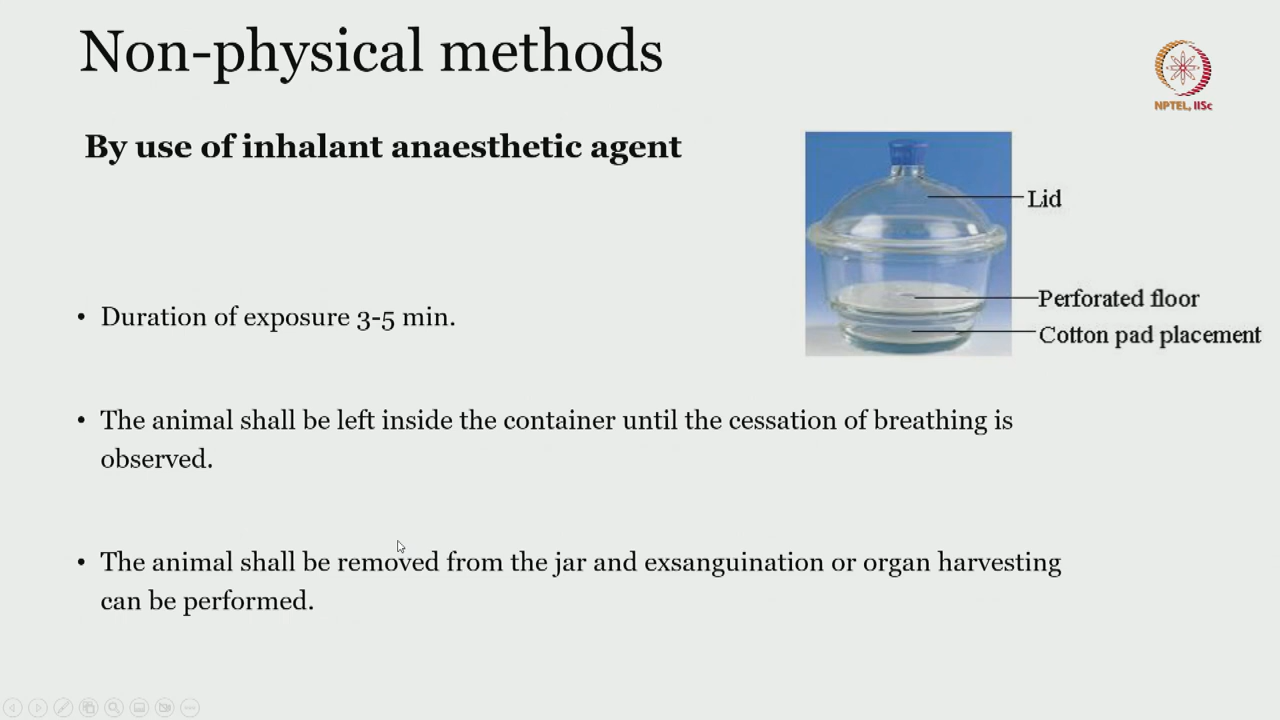 Non-physical methods
NPTEL, IISc
By use of inhalant anaesthetic agent
Lid
Perforated floor
Cotton pad placement
• Duration of exposure 3-5 min.
• The animal shall be left inside the container until the cessation of breathing is
observed.
• The animal shall be removed from the jar and exsanguination or organ harvesting
can be performed.